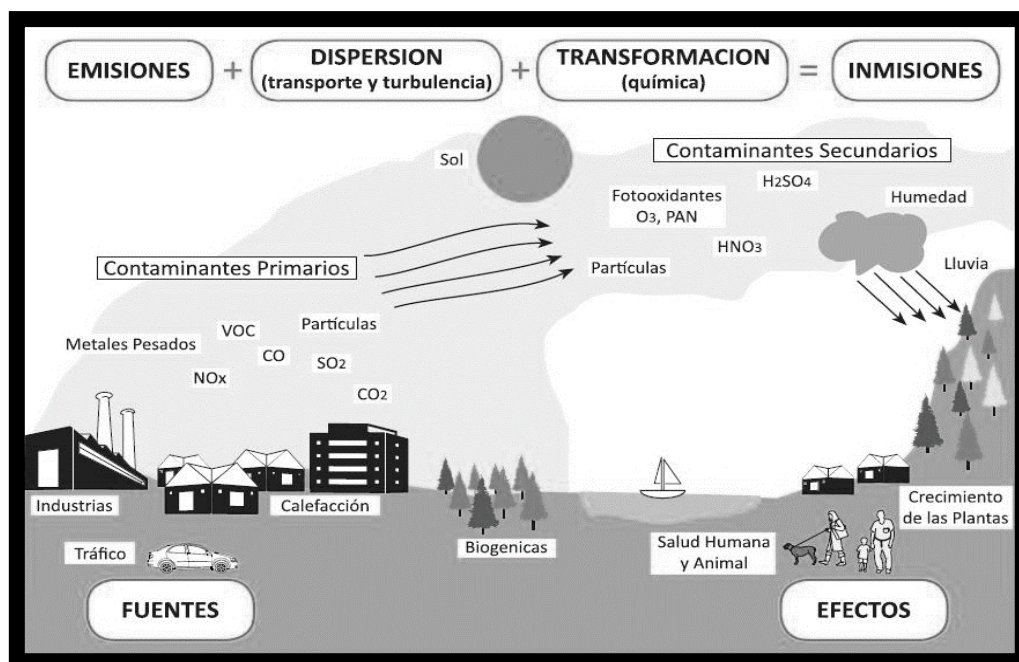 EMISIONES + DISPERSION (transporte y turbulencia) + TRANSFORMACION (química) = INMISIONES
Sol
Contaminantes Secundarios
H2SO4
Fotooxidantes
O3, PAN
Humedad
HNO3
Contaminantes Primarios
Partículas
Lluvia
Partículas
VOC
Metales Pesados
CO
SO2
NOx
CO2
Industrias
Calefacción
Crecimiento
de las Plantas
Biogenicas
Salud Humana
y Animal
Tráfico
FUENTES
EFECTOS